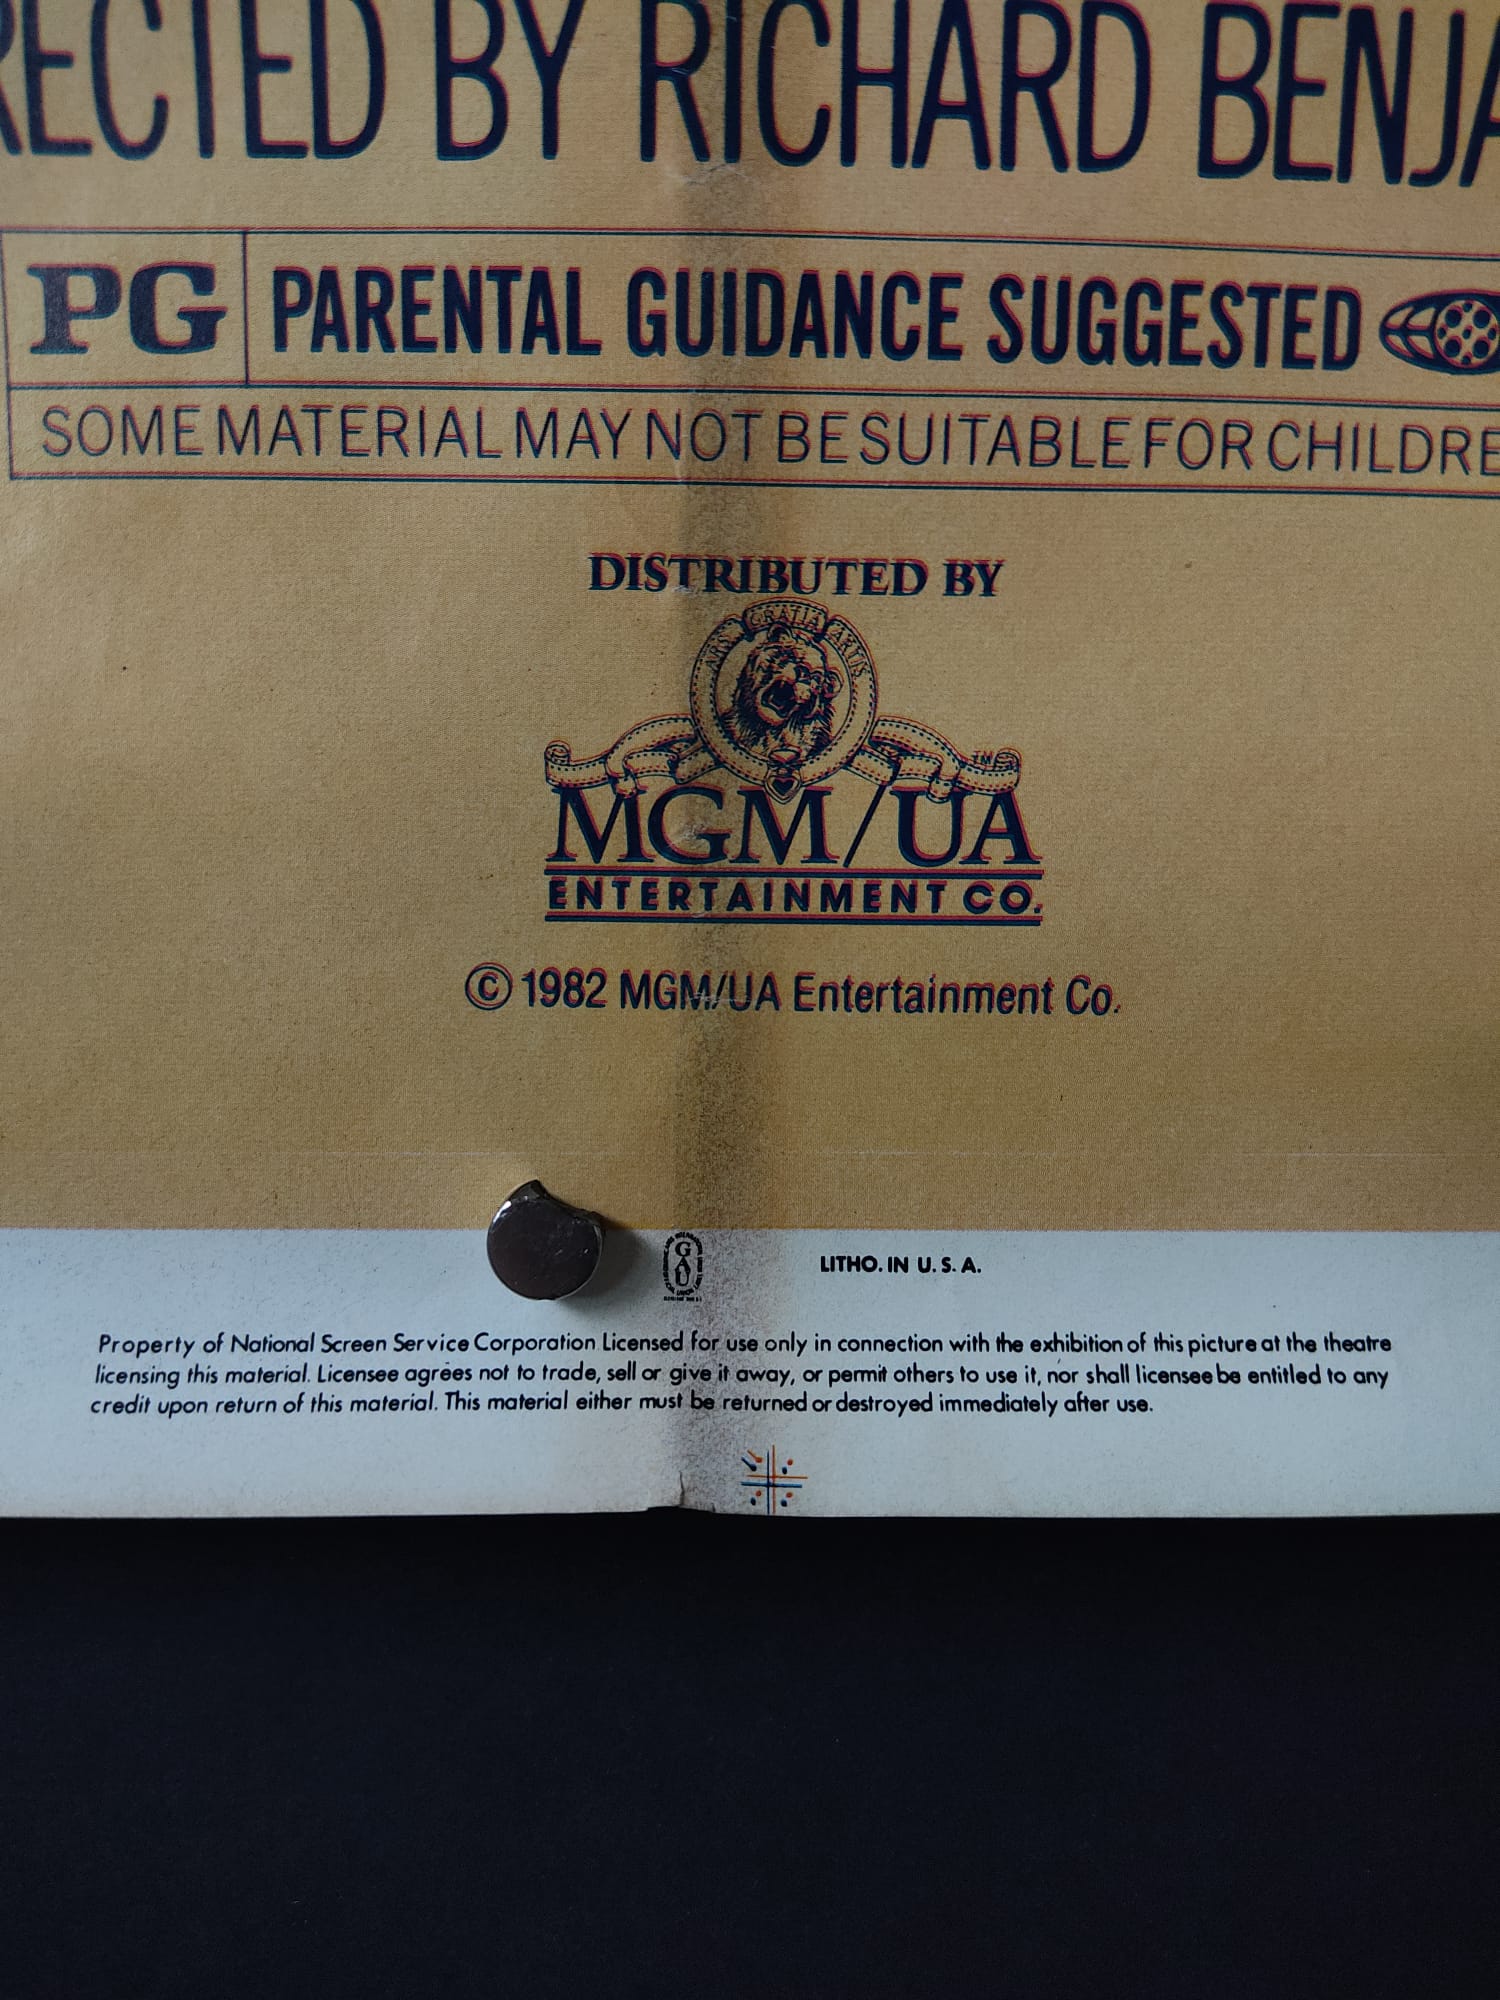 RECTED BY RICHARD BENJA
PG PARENTAL GUIDANCE SUGGESTED
SOME MATERIAL MAY NOT BE SUITABLE FOR CHILDRE
DISTRIBUTED BY
ARS GRATIA ARTIS
TM
MGM/UA
ENTERTAINMENT CO.
© 1982 MGM/UA Entertainment Co.
GAU
LITHO. IN U. S. A.
Property of National Screen Service Corporation Licensed for use only in connection with the exhibition of this picture at the theatre
licensing this material. Licensee agrees not to trade, sell or give it away, or permit others to use it, nor shall licensee be entitled to any
credit upon return of this material. This material either must be returned or destroyed immediately after use.